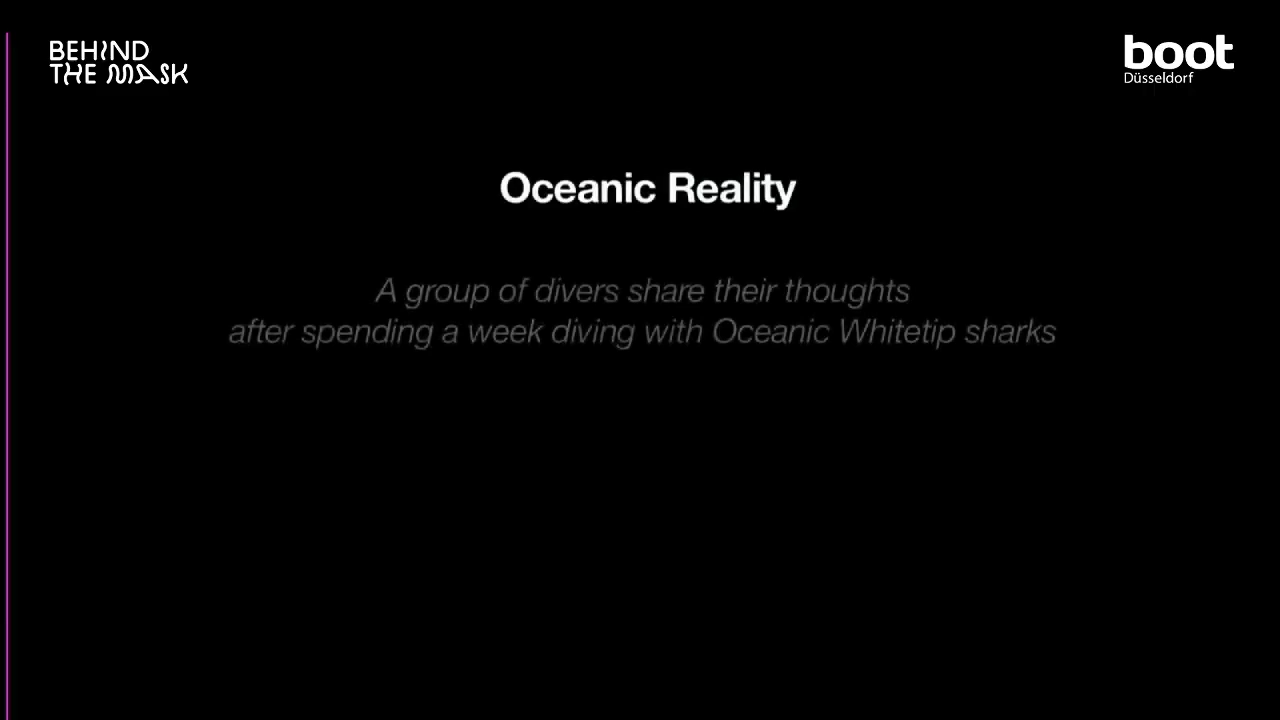 BEHIND
THE MASK
boot
Düsseldorf
Oceanic Reality
A group of divers share their thoughts
after spending a week diving with Oceanic Whitetip sharks